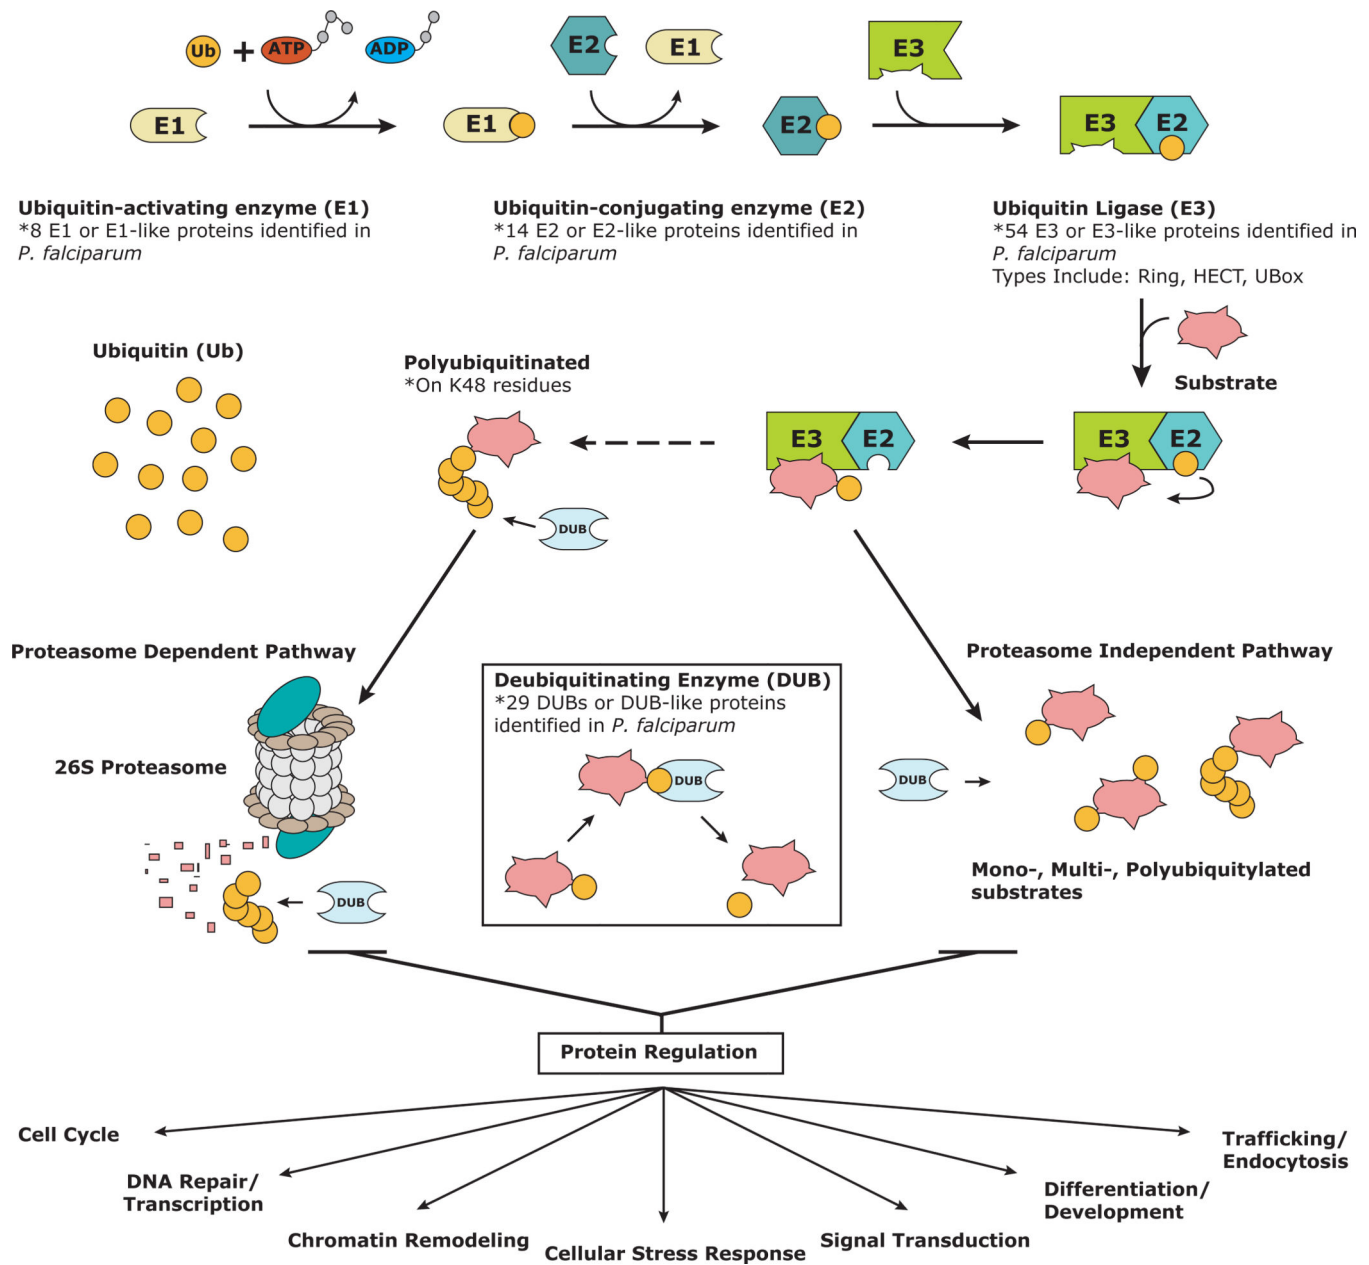 Ub + ATP ADP
E2 E1
E3
E1
E1
E2
E3 E2
Ubiquitin-activating enzyme (E1)
*8 E1 or E1-like proteins identified in
P. falciparum
Ubiquitin-conjugating enzyme (E2)
*14 E2 or E2-like proteins identified in
P. falciparum
Ubiquitin Ligase (E3)
*54 E3 or E3-like proteins identified in
P. falciparum
Types Include: Ring, HECT, UBox
Substrate
Ubiquitin (Ub)
Polyubiquitinated
*On K48 residues
E3 E2
E3 E2
DUB
Proteasome Dependent Pathway
26S Proteasome
DUB
Deubiquitinating Enzyme (DUB)
*29 DUBs or DUB-like proteins
identified in P. falciparum
DUB
Proteasome Independent Pathway
DUB
Mono-, Multi-, Polyubiquitylated
substrates
Protein Regulation
Cell Cycle
DNA Repair/
Transcription
Chromatin Remodeling
Cellular Stress Response
Signal Transduction
Differentiation/
Development
Trafficking/
Endocytosis